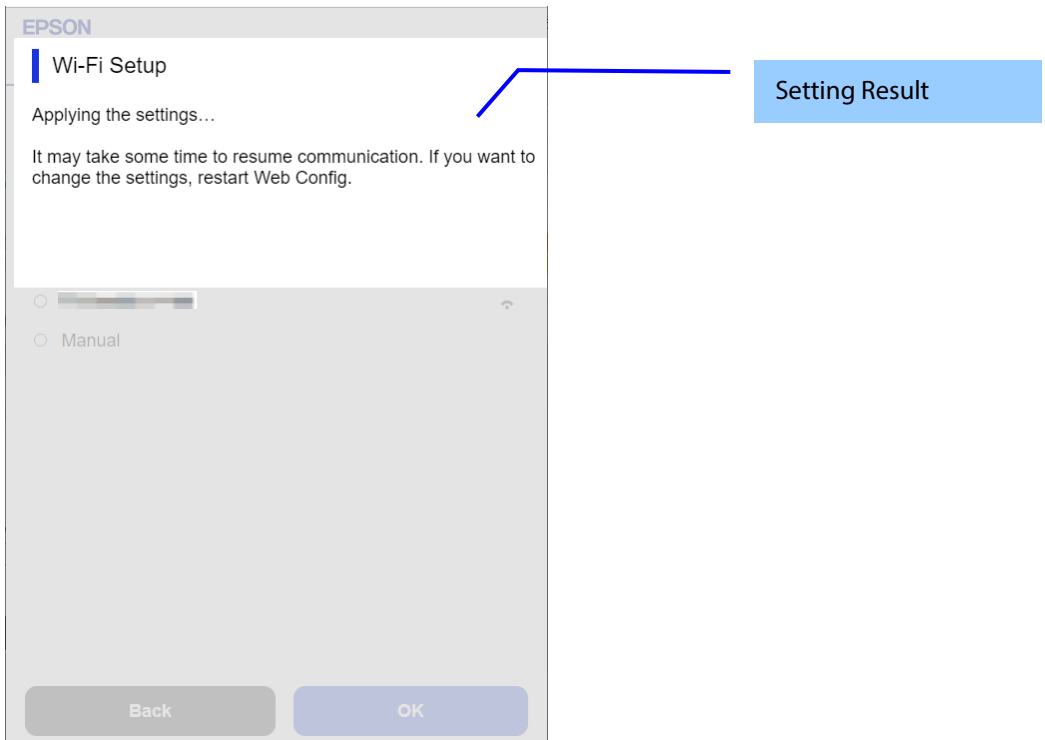 EPSON
Wi-Fi Setup
Setting Result
Applying the settings…
It may take some time to resume communication. If you want to
change the settings, restart Web Config.
Manual
Back
OK